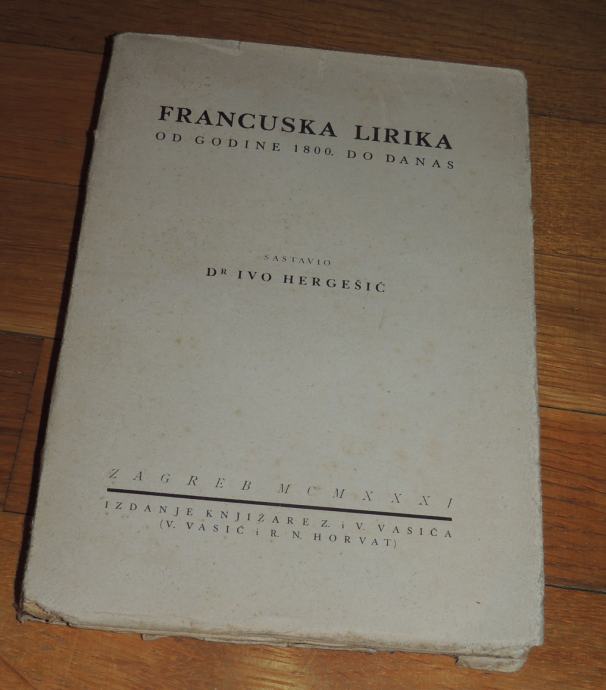 FRANCUSKA LIRIKA
OD GODINE 1800. DO DANAS
SASTAVIO
DR IVO HERGEŠIĆ
ZAGREB MCMXXXI
IZDANJE KNJIŽARE Z. i V. VASIĆA
(V. VASIĆ i R. N. HORVAT)